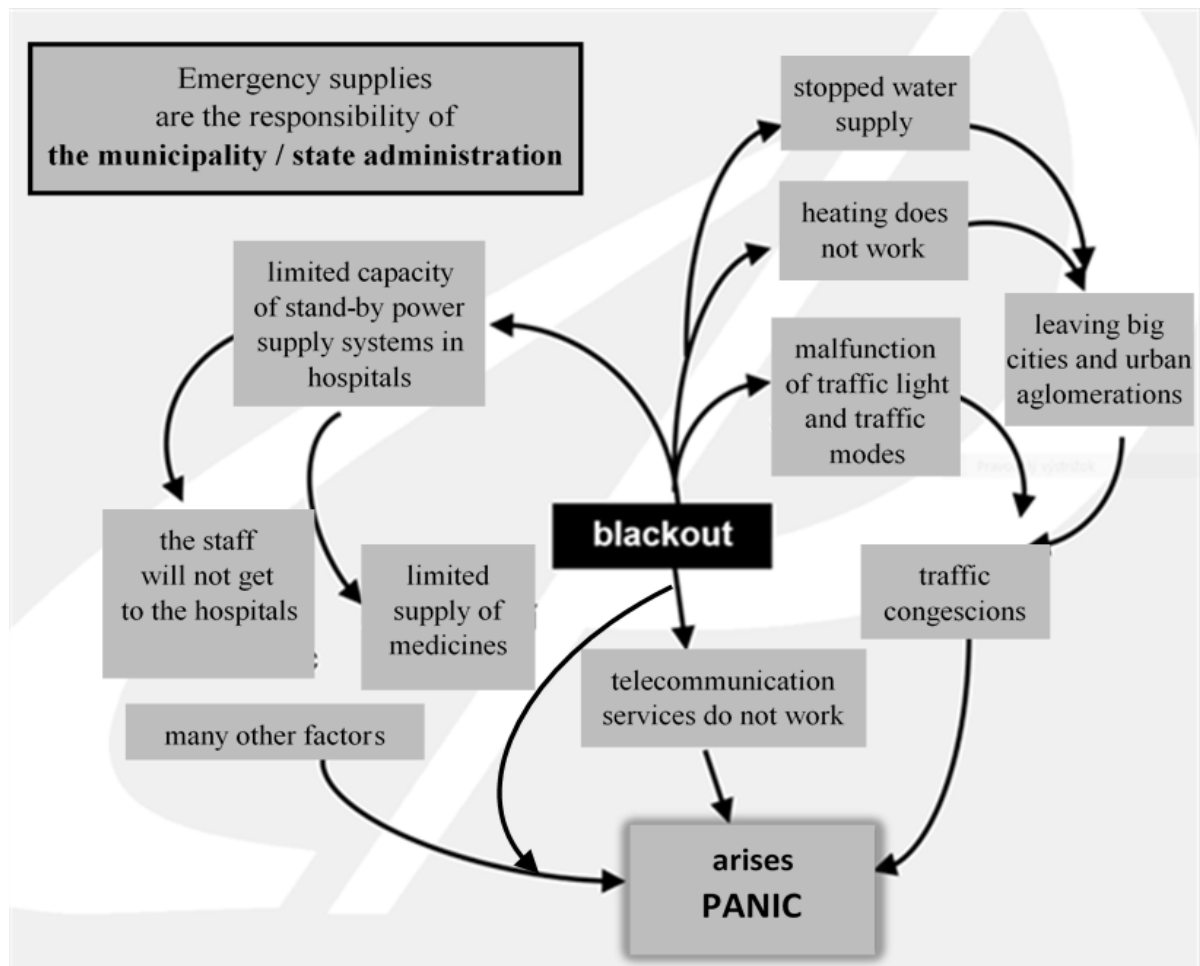 Emergency supplies
are the responsibility of
the municipality / state administration
stopped water
supply
heating does
not work
limited capacity
of stand-by power
supply systems in
hospitals
malfunction
of traffic light
and traffic
modes
leaving big
cities and urban
aglomerations
the staff
will not get
to the hospitals
limited
supply of
medicines
blackout
traffic
congescions
telecommunication
services do not work
many other factors
arises
PANIC